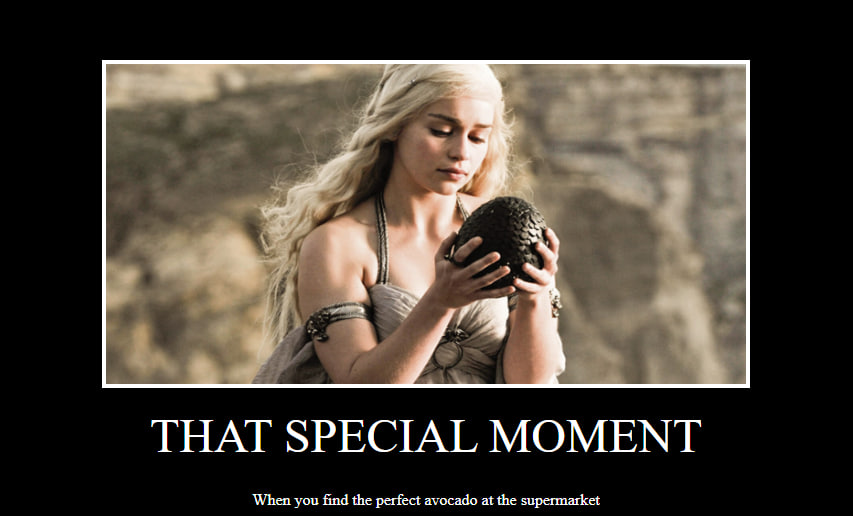 THAT SPECIAL MOMENT
When you find the perfect avocado at the supermarket